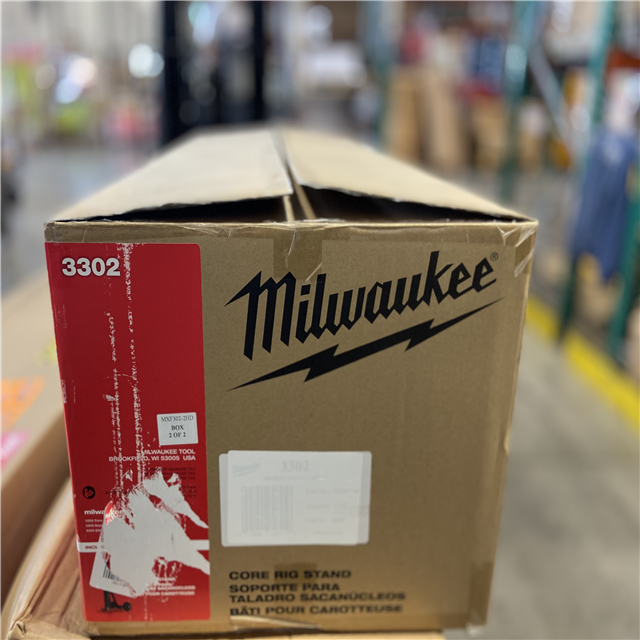 3302
Milwaukee®
MXF302-2HD
BOX
2 OF 2
MILWAUKEE TOOL
BROOKFIELD, WI 53005 USA
3302
CORE RIG STAND
SOPORTE PARA
TALADRO SACANÚCLEOS
BÂTI POUR CAROTTEUSE